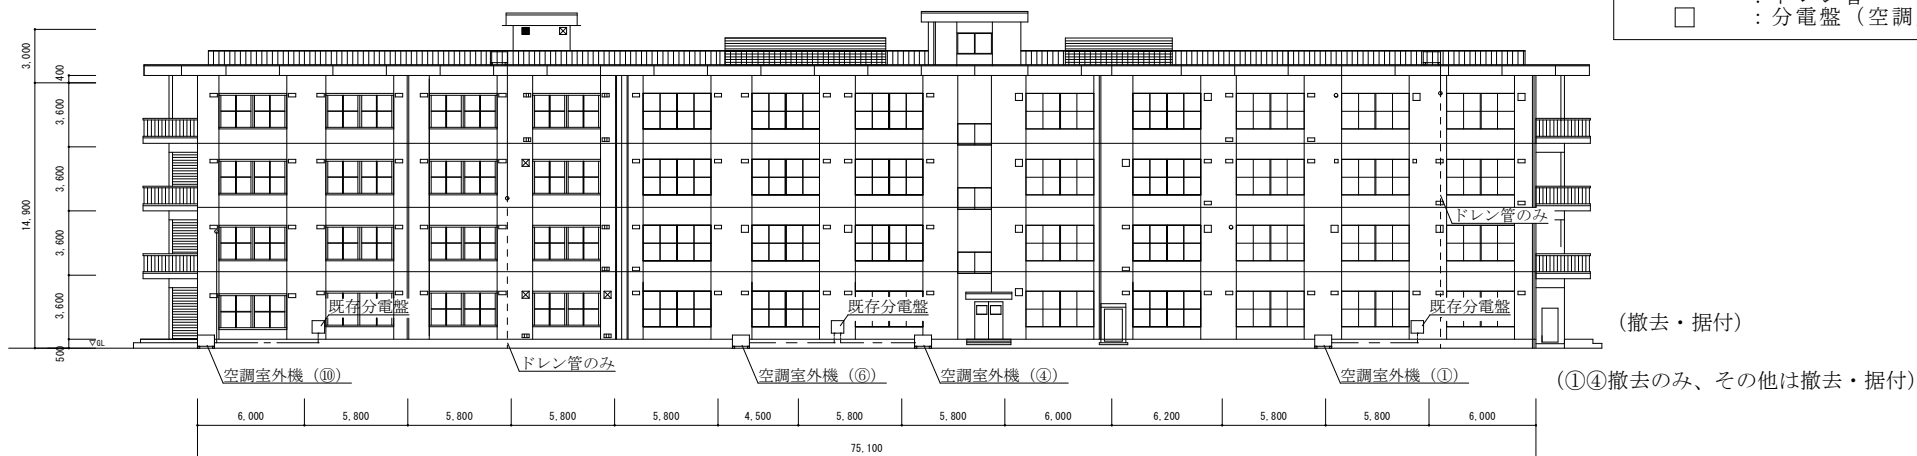 ：分電盤（空調
3,000
400
3,600
3,600
14,900
3,600
3,600
500
▽GL
ドレン管のみ
既存分電盤
既存分電盤
既存分電盤
（撤去・据付）
ドレン管のみ
空調室外機（⑩）
空調室外機（⑥）
空調室外機（④）
空調室外機（①）
（①④撤去のみ、その他は撤去・据付）
6,000 5,800 5,800 5,800 5,800 4,500 5,800 5,800 6,000 6,200 5,800 5,800 6,000
75,100